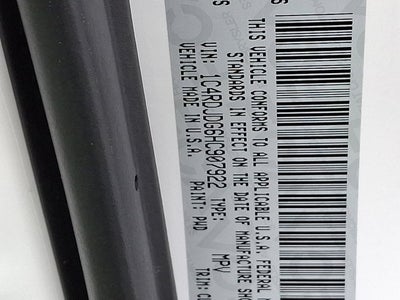 THIS VEHICLE CONFORMS TO ALL APPLICABLE U.S.A. FEDERAL
STANDARDS IN EFFECT ON THE DATE OF MANUFACTURE
VIN: 1C4RDJDG6HC907922 TYPE: MPV
VEHICLE MADE IN U.S.A. PAINT: PWD TRIM: